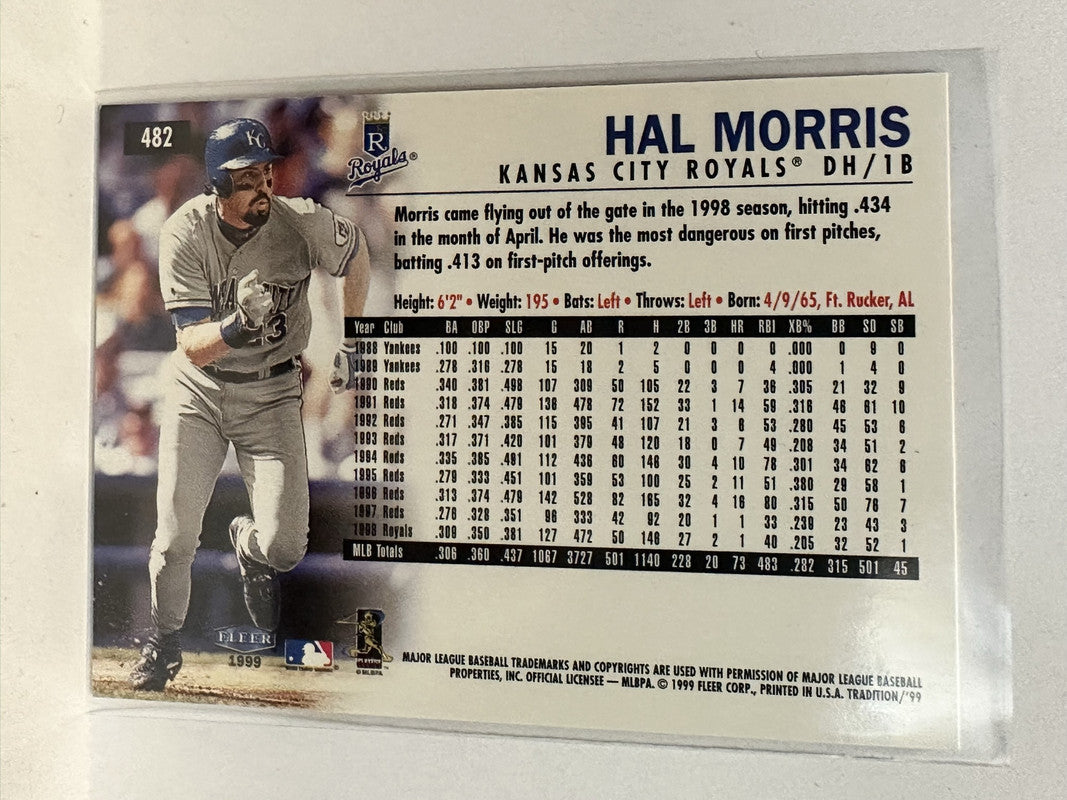 482
KC
R
Royals®
HAL MORRIS
KANSAS CITY ROYALS® DH/1B
Morris came flying out of the gate in the 1998 season, hitting .434
in the month of April. He was the most dangerous on first pitches,
batting .413 on first-pitch offerings.
Height: 6'2" • Weight: 195 • Bats: Left • Throws: Left • Born: 4/9/65, Ft. Rucker, AL
Year Club BA OBP SLG G AB R H 2B 3B HR RBI XB% BB SO SB
1988 Yankees .100 .100 .100 15 20 1 2 0 0 0 0 .000 0 9 0
1989 Yankees .278 .316 .278 15 18 2 5 0 0 0 4 .000 1 4 0
1990 Reds .340 .381 .498 107 309 50 105 22 3 7 36 .305 21 32 9
1991 Reds .318 .374 .479 136 478 72 152 33 1 14 59 .316 46 61 10
1992 Reds .271 .347 .385 115 395 41 107 21 3 6 53 .280 45 53 6
1993 Reds .317 .371 .420 101 379 48 120 18 0 7 49 .208 34 51 2
1994 Reds .335 .385 .491 112 436 60 146 30 4 10 78 .301 34 62 6
1995 Reds .279 .333 .451 101 359 53 100 25 2 11 51 .380 29 58 1
1996 Reds .313 .374 .479 142 528 82 165 32 4 16 80 .315 50 76 7
1997 Reds .276 .328 .351 96 333 42 92 20 1 1 33 .239 23 43 3
1998 Royals .309 .350 .381 127 472 50 146 27 2 1 40 .205 32 52 1
MLB Totals .306 .360 .437 1067 3727 501 1140 228 20 73 483 .282 315 501 45
FLEER
1999
© MLBPA
MAJOR LEAGUE BASEBALL TRADEMARKS AND COPYRIGHTS ARE USED WITH PERMISSION OF MAJOR LEAGUE BASEBALL
PROPERTIES, INC. OFFICIAL LICENSEE — MLBPA. © 1999 FLEER CORP., PRINTED IN U.S.A. TRADITION/'99